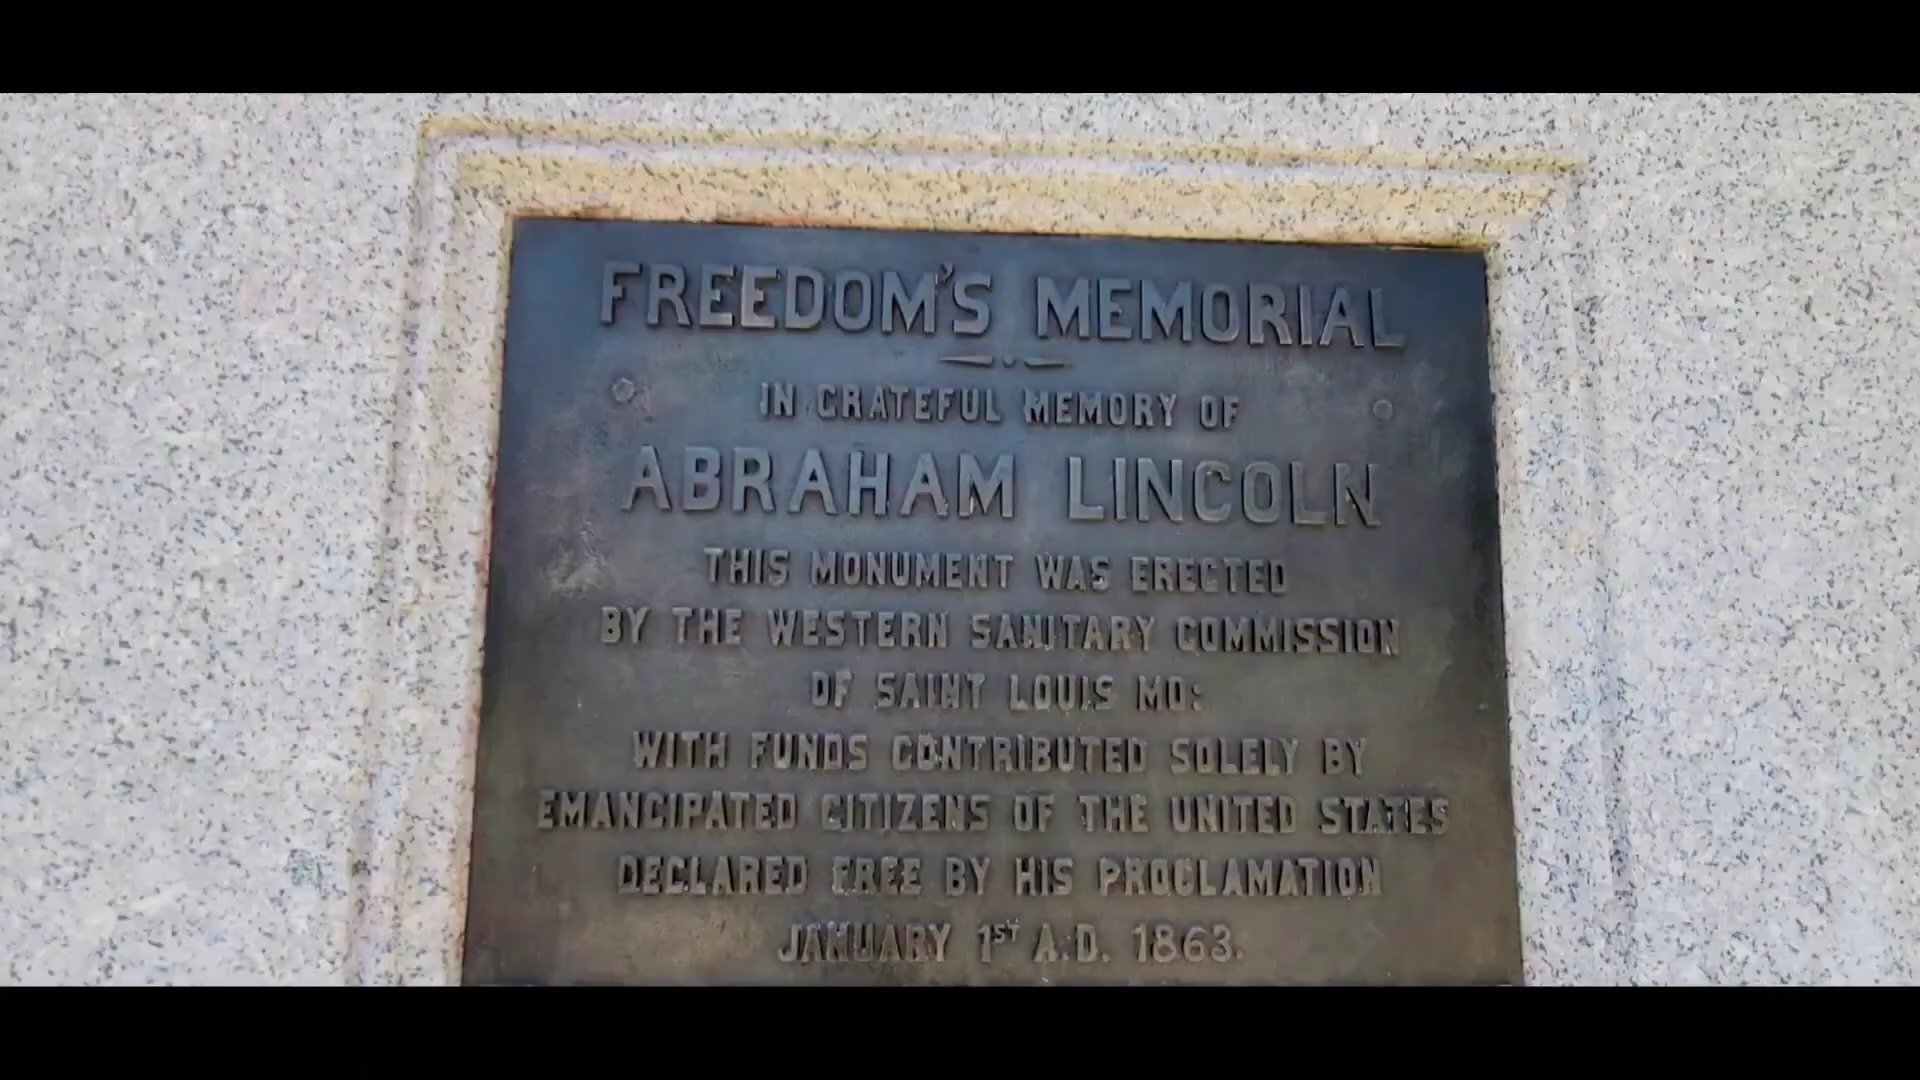 FREEDOM'S MEMORIAL
IN GRATEFUL MEMORY OF
ABRAHAM LINCOLN
THIS MONUMENT WAS ERECTED
BY THE WESTERN SANITARY COMMISSION
OF SAINT LOUIS MO:
WITH FUNDS CONTRIBUTED SOLELY BY
EMANCIPATED CITIZENS OF THE UNITED STATES
DECLARED FREE BY HIS PROCLAMATION
JANUARY 1ST A.D. 1863.